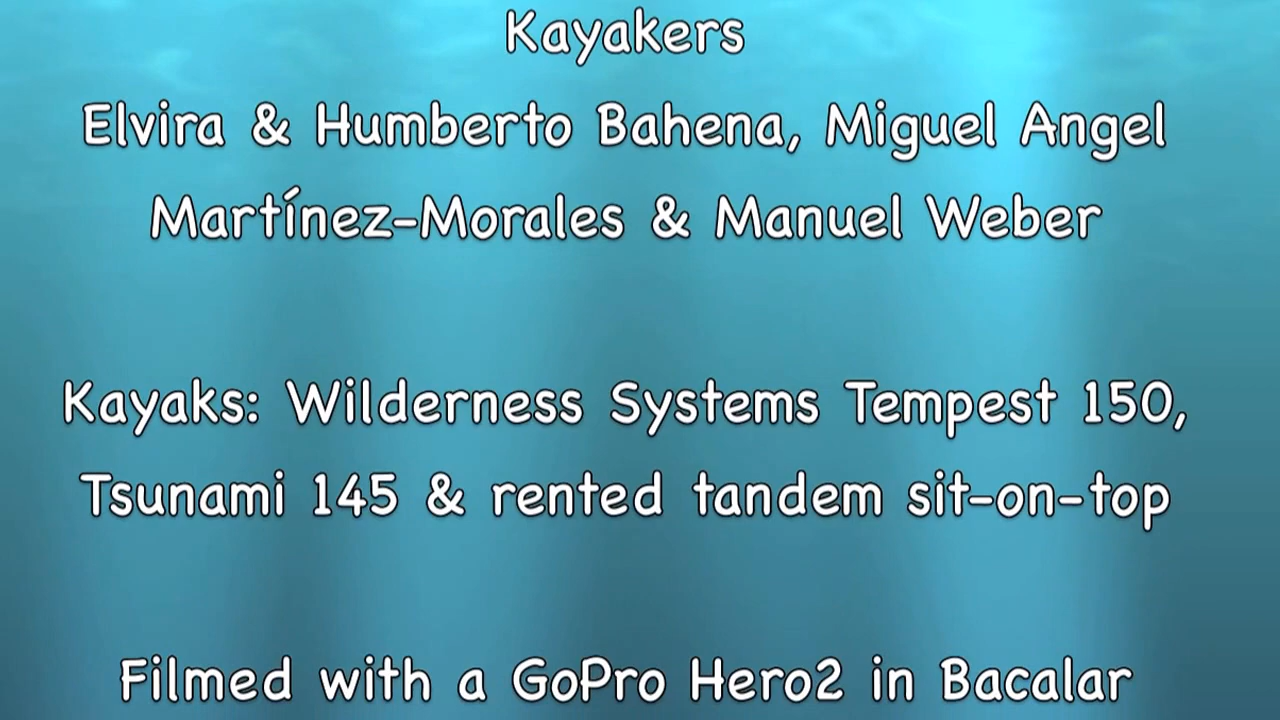 Kayakers
Elvira & Humberto Bahena, Miguel Angel
Martínez-Morales & Manuel Weber
Kayaks: Wilderness Systems Tempest 150,
Tsunami 145 & rented tandem sit-on-top
Filmed with a GoPro Hero2 in Bacalar